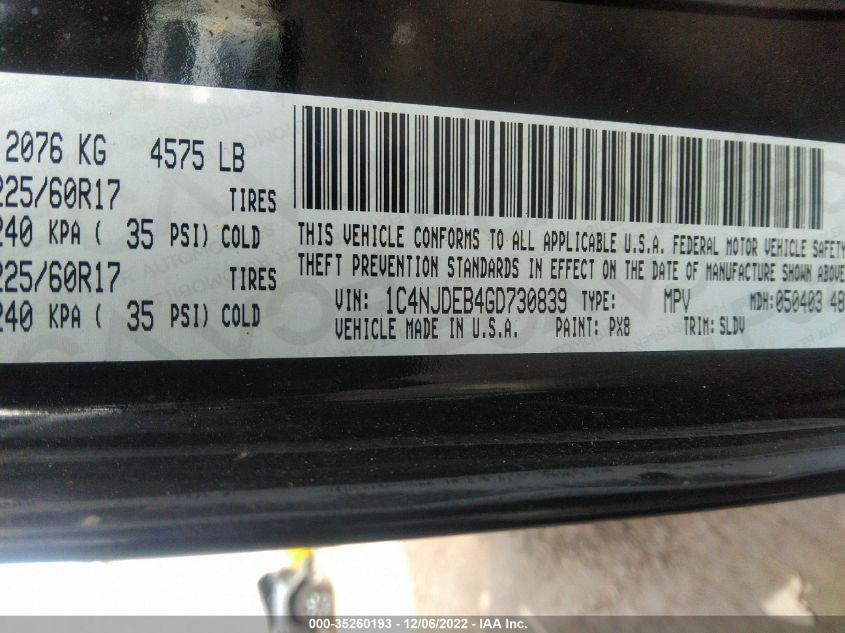 2076 KG 4575 LB
225/60R17 TIRES
240 KPA ( 35 PSI) COLD
225/60R17 TIRES
240 KPA ( 35 PSI) COLD
THIS VEHICLE CONFORMS TO ALL APPLICABLE U.S.A. FEDERAL MOTOR VEHICLE SAFETY
THEFT PREVENTION STANDARDS IN EFFECT ON THE DATE OF MANUFACTURE SHOWN ABOVE
VIN: 1C4NJDEB4GD730839 TYPE: MPV MDH:050403 48
VEHICLE MADE IN U.S.A. PAINT: PX8 TRIM: SLDV
000-35260193 - 12/06/2022 - IAA Inc.